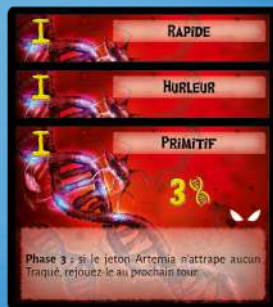 I RAPIDE
I HURLEUR
I PRIMITIF
3
Phase 3 : si le jeton Artemia n'attrape aucun
Traqué, rejouez-le au prochain tour